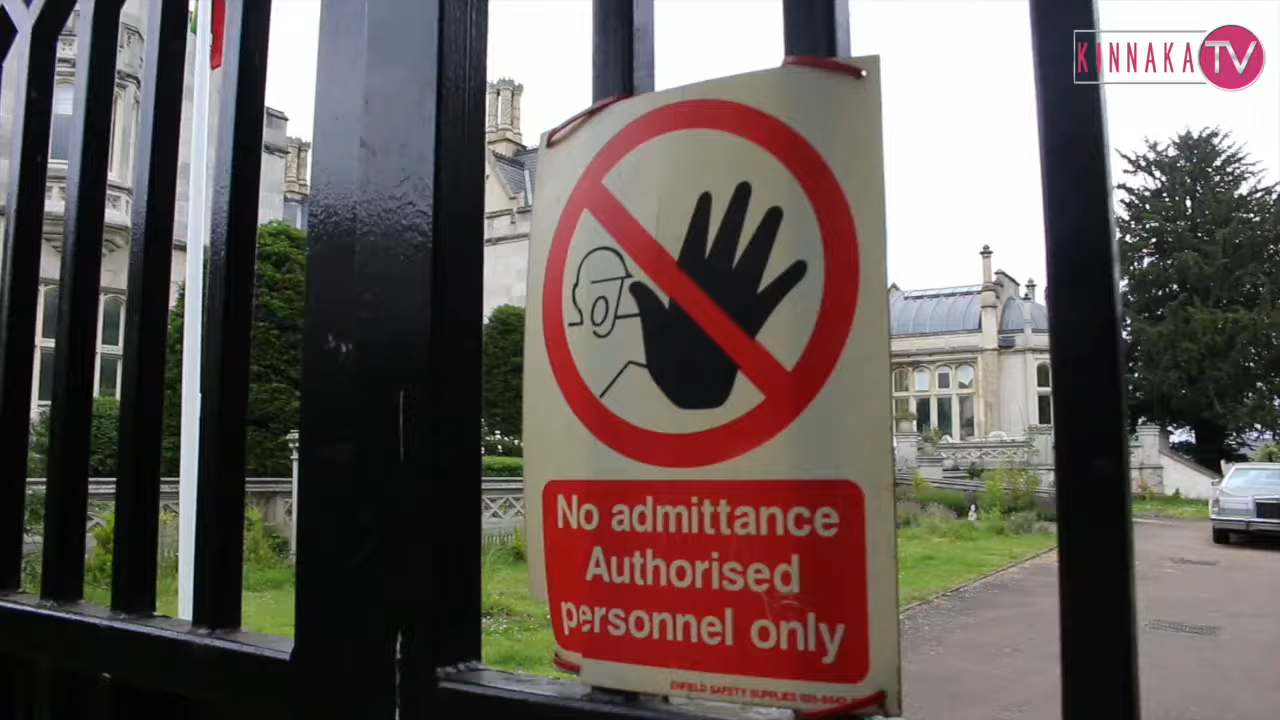 KINNAKA TV
No admittance
Authorised
personnel only
ENFIELD SAFETY SUPPLIES